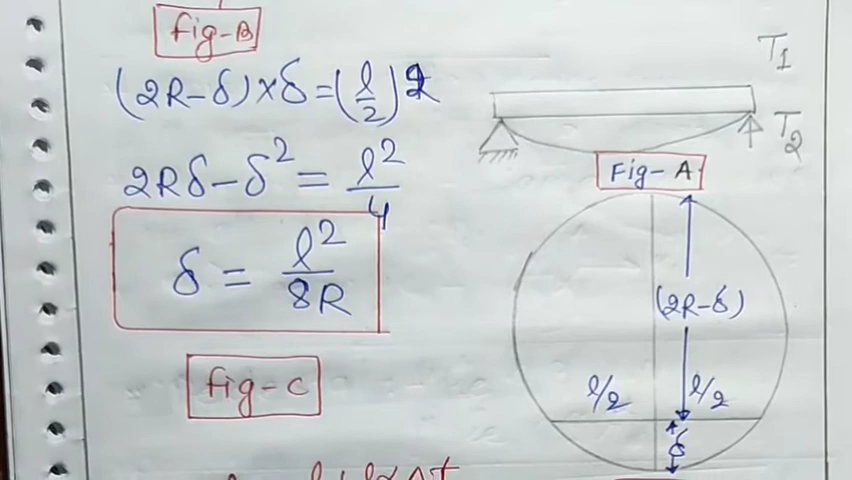 Fig-B
(2R-δ)×δ=(l/2)2
2Rδ-δ² = l²/4
δ = l²/8R
Fig-C
T1
T2
Fig-A
(2R-δ)
l/2 l/2
δ